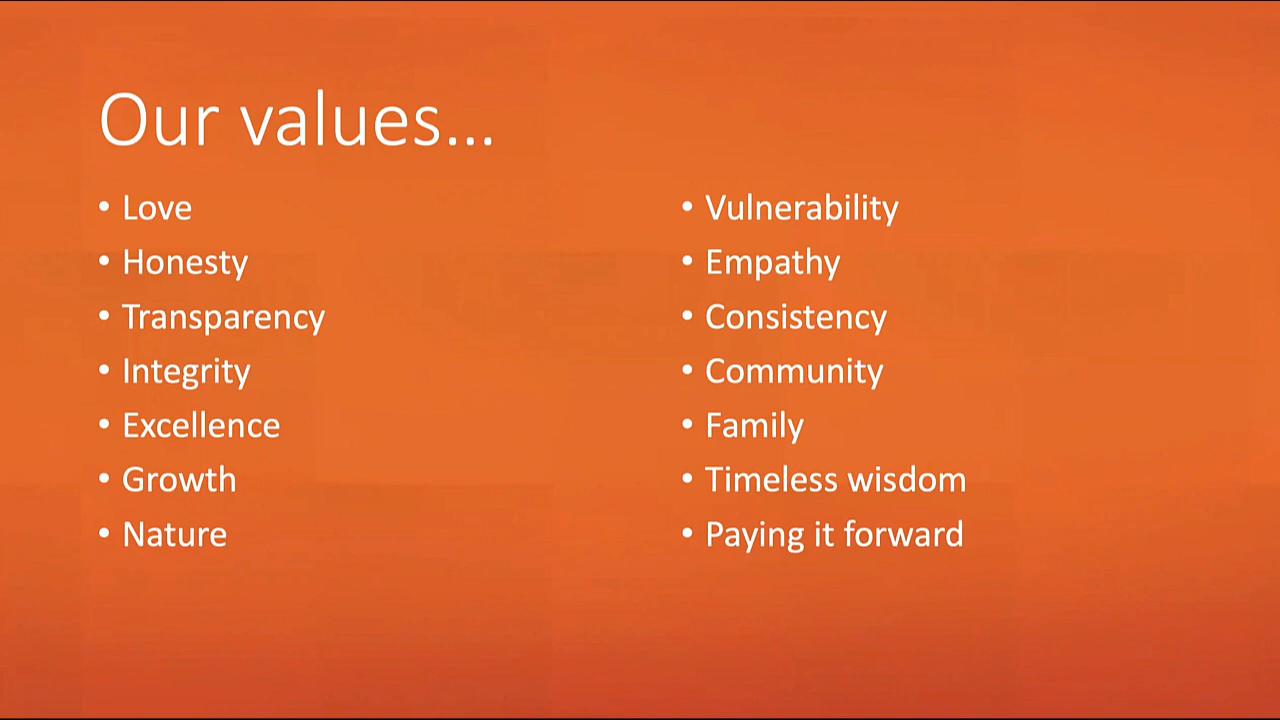 Our values...
• Love
• Honesty
• Transparency
• Integrity
• Excellence
• Growth
• Nature
• Vulnerability
• Empathy
• Consistency
• Community
• Family
• Timeless wisdom
• Paying it forward